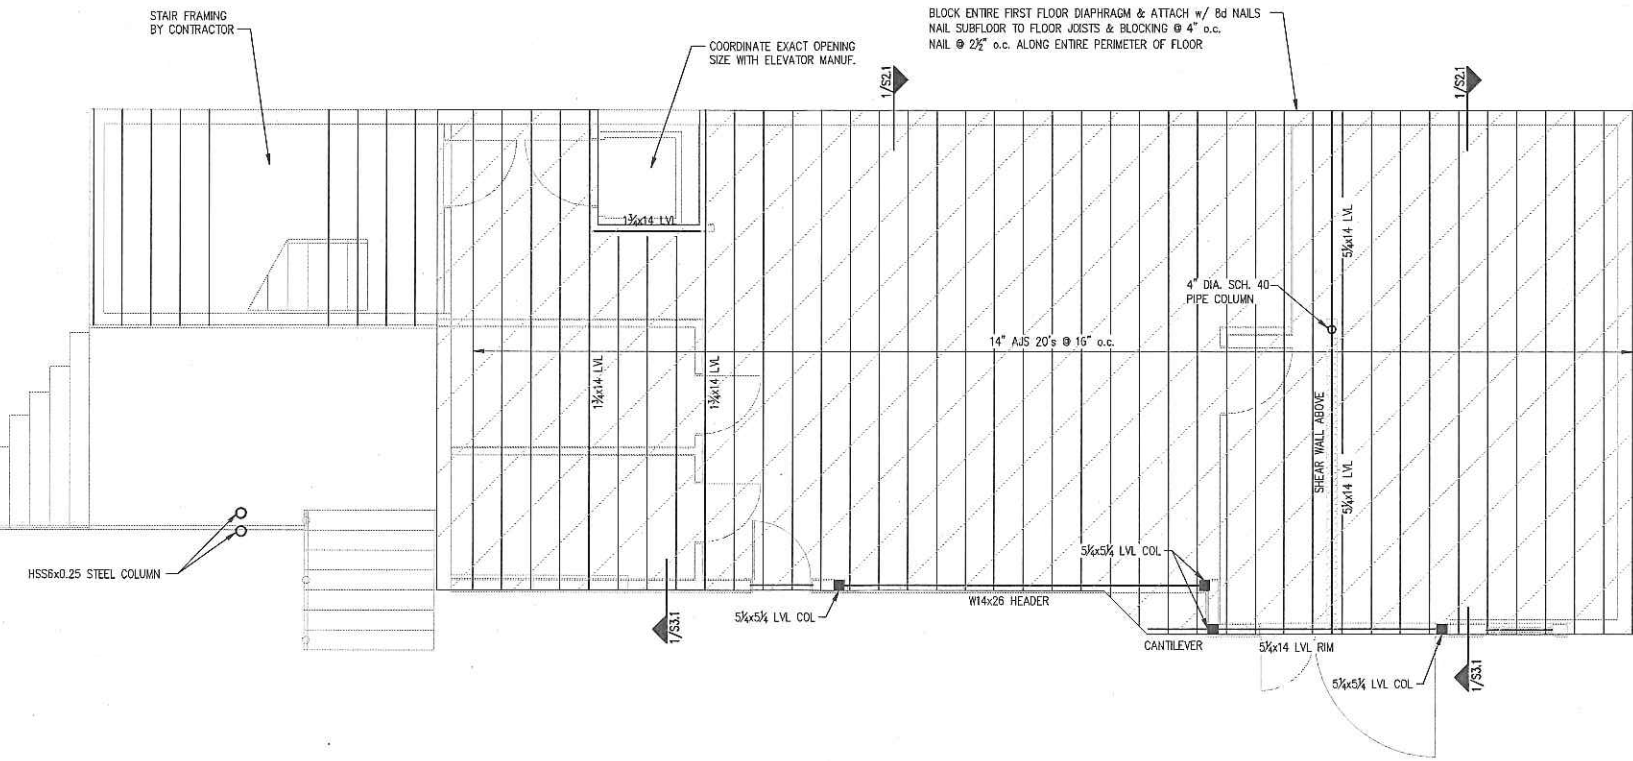 STAIR FRAMING
BY CONTRACTOR
COORDINATE EXACT OPENING
SIZE WITH ELEVATOR MANUF.
BLOCK ENTIRE FIRST FLOOR DIAPHRAGM & ATTACH w/ 8d NAILS
NAIL SUBFLOOR TO FLOOR JOISTS & BLOCKING @ 4" o.c.
NAIL @ 2½" o.c. ALONG ENTIRE PERIMETER OF FLOOR
1/S2.1
1/S2.1
1¾x14 LVL
5¼x14 LVL
4" DIA. SCH. 40
PIPE COLUMN
14" AJS 20's @ 16" o.c.
1¾x14 LVL
1¾x14 LVL
SHEAR WALL ABOVE
5¼x14 LVL
HSS6x0.25 STEEL COLUMN
5¼x5¼ LVL COL
W14x26 HEADER
5¼x5¼ LVL COL
1/S3.1
CANTILEVER
5¼x14 LVL RIM
5¼x5¼ LVL COL
1/S3.1